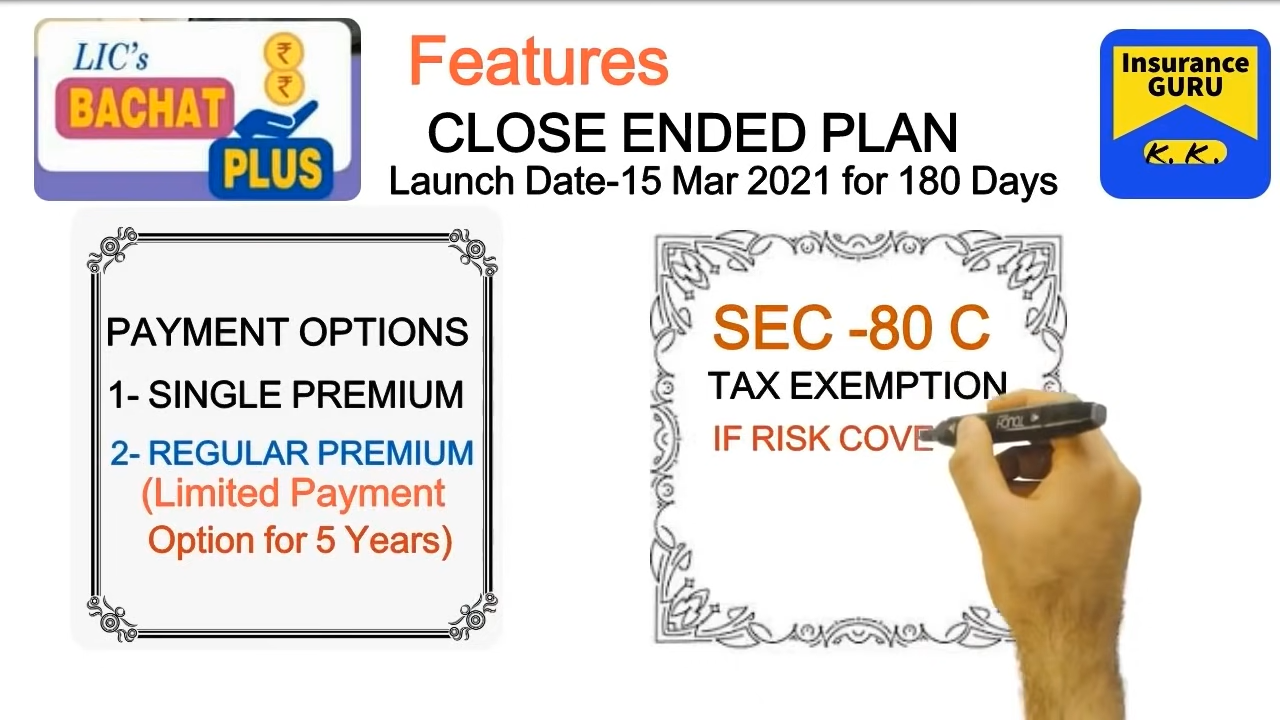 LIC's
BACHAT
PLUS
Features
CLOSE ENDED PLAN
Launch Date-15 Mar 2021 for 180 Days
Insurance
GURU
K. K.
PAYMENT OPTIONS
1- SINGLE PREMIUM
2- REGULAR PREMIUM
(Limited Payment
Option for 5 Years)
SEC -80 C
TAX EXEMPTION
IF RISK COVE